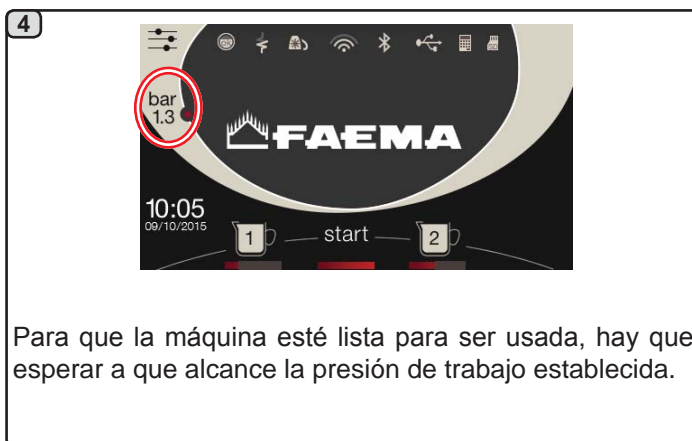 4
bar
1.3
FAEMA
10:05
09/10/2015
1 start 2
Para que la máquina esté lista para ser usada, hay que
esperar a que alcance la presión de trabajo establecida.